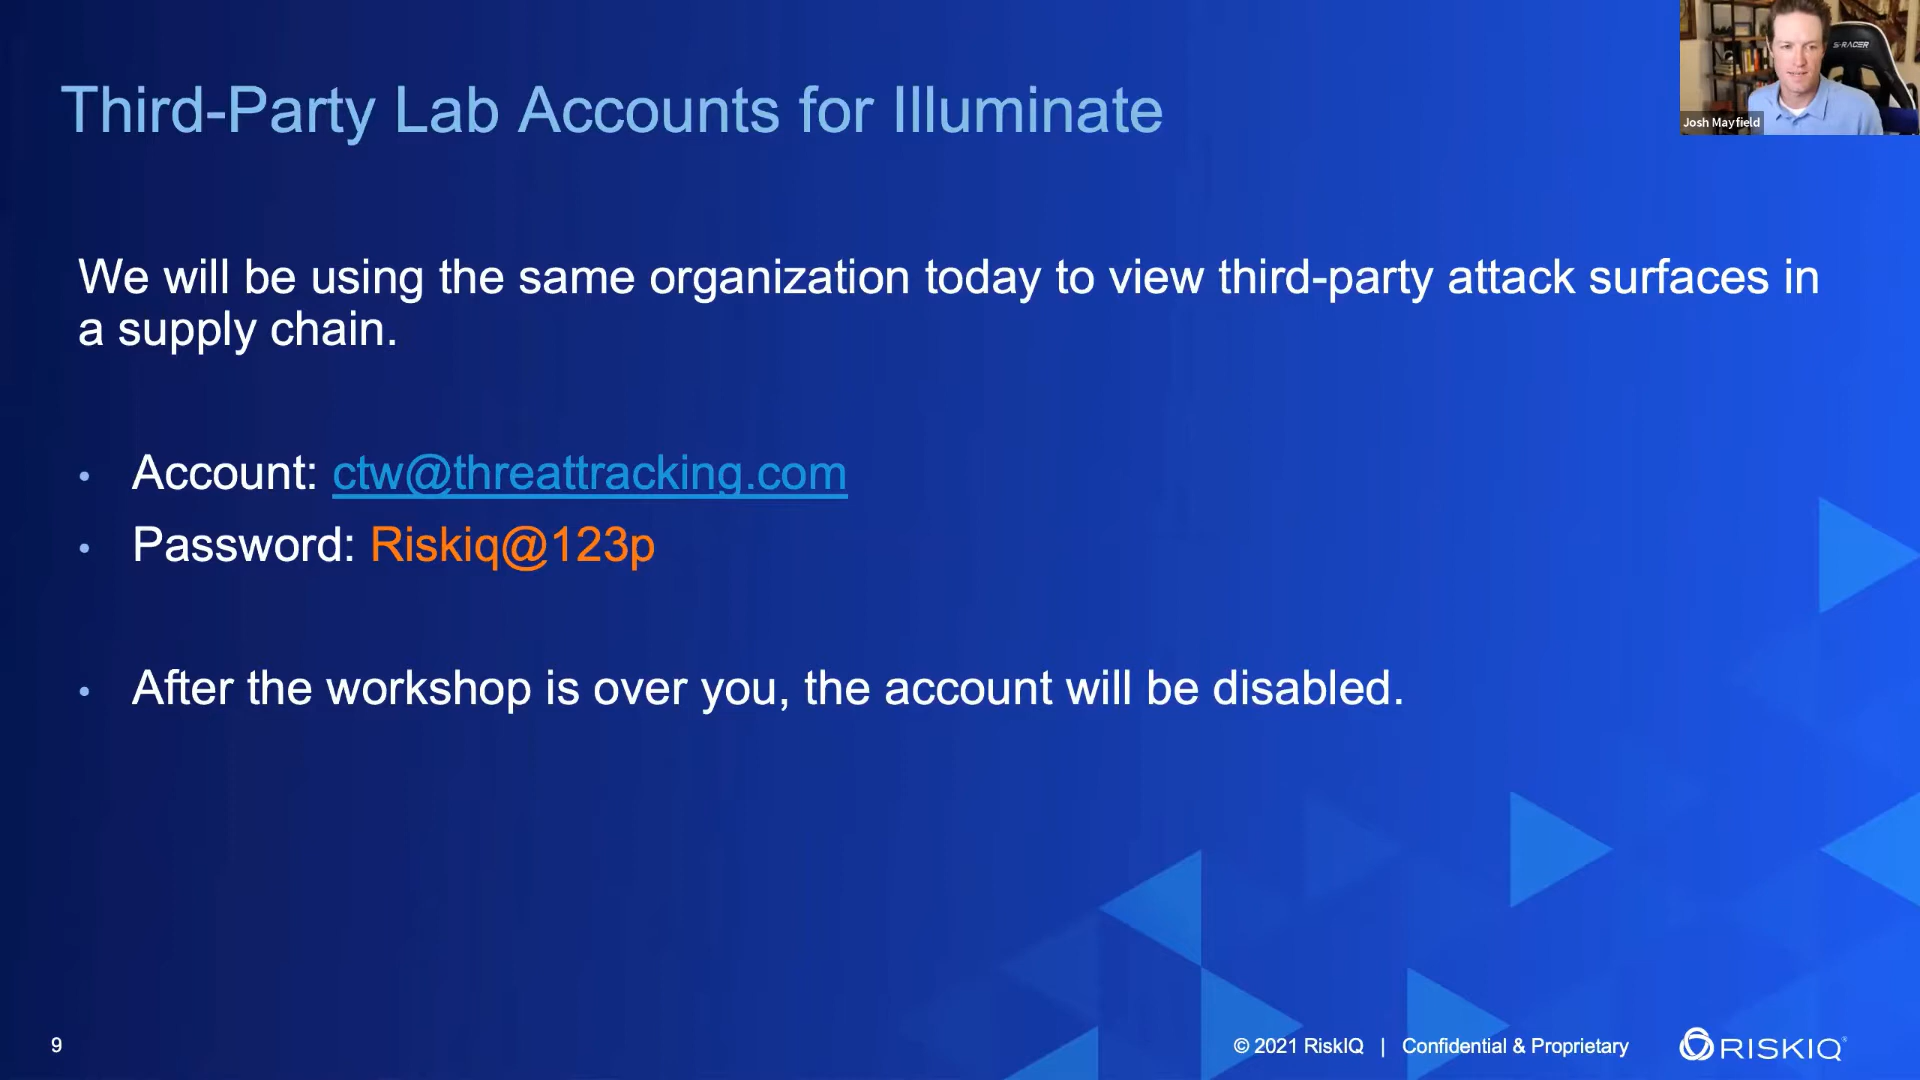 S-RACER
Josh Mayfield
Third-Party Lab Accounts for Illuminate
We will be using the same organization today to view third-party attack surfaces in
a supply chain.
• Account: ctw@threattracking.com
• Password: Riskiq@123p
• After the workshop is over you, the account will be disabled.
9
© 2021 RiskIQ | Confidential & Proprietary
RISKIQ